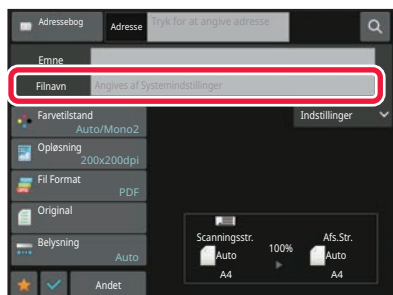 Adressebog
Adresse
Tryk for at angive adresse
Emne
Filnavn
Angives af Systemindstillinger
Farvetilstand
Auto/Mono2
Indstillinger
Opløsning
200x200dpi
Fil Format
PDF
Original
Belysning
Auto
Scanningsstr.
Auto
A4
100%
Afs.Str.
Auto
A4
Andet